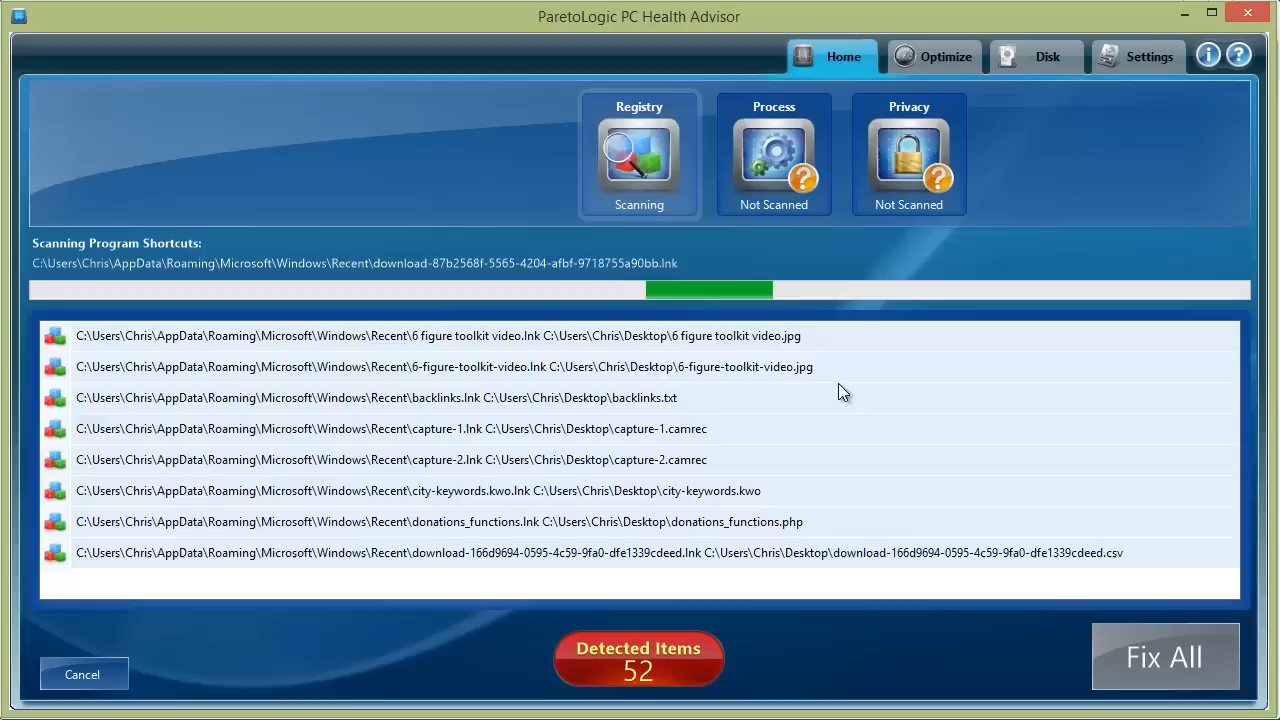 ParetoLogic PC Health Advisor
Home
Optimize
Disk
Settings
Registry
Process
Privacy
Scanning
Not Scanned
Not Scanned
Scanning Program Shortcuts:
C:\Users\Chris\AppData\Roaming\Microsoft\Windows\Recent\download-87b2568f-5565-4204-afbf-9718755a90bb.lnk
C:\Users\Chris\AppData\Roaming\Microsoft\Windows\Recent\6 figure toolkit video.lnk C:\Users\Chris\Desktop\6 figure toolkit video.jpg
C:\Users\Chris\AppData\Roaming\Microsoft\Windows\Recent\6-figure-toolkit-video.lnk C:\Users\Chris\Desktop\6-figure-toolkit-video.jpg
C:\Users\Chris\AppData\Roaming\Microsoft\Windows\Recent\backlinks.lnk C:\Users\Chris\Desktop\backlinks.txt
C:\Users\Chris\AppData\Roaming\Microsoft\Windows\Recent\capture-1.lnk C:\Users\Chris\Desktop\capture-1.camrec
C:\Users\Chris\AppData\Roaming\Microsoft\Windows\Recent\capture-2.lnk C:\Users\Chris\Desktop\capture-2.camrec
C:\Users\Chris\AppData\Roaming\Microsoft\Windows\Recent\city-keywords.kwo.lnk C:\Users\Chris\Desktop\city-keywords.kwo
C:\Users\Chris\AppData\Roaming\Microsoft\Windows\Recent\donations_functions.lnk C:\Users\Chris\Desktop\donations_functions.php
C:\Users\Chris\AppData\Roaming\Microsoft\Windows\Recent\download-166d9694-0595-4c59-9fa0-dfe1339cdeed.lnk C:\Users\Chris\Desktop\download-166d9694-0595-4c59-9fa0-dfe1339cdeed.csv
Detected Items
52
Cancel
Fix All